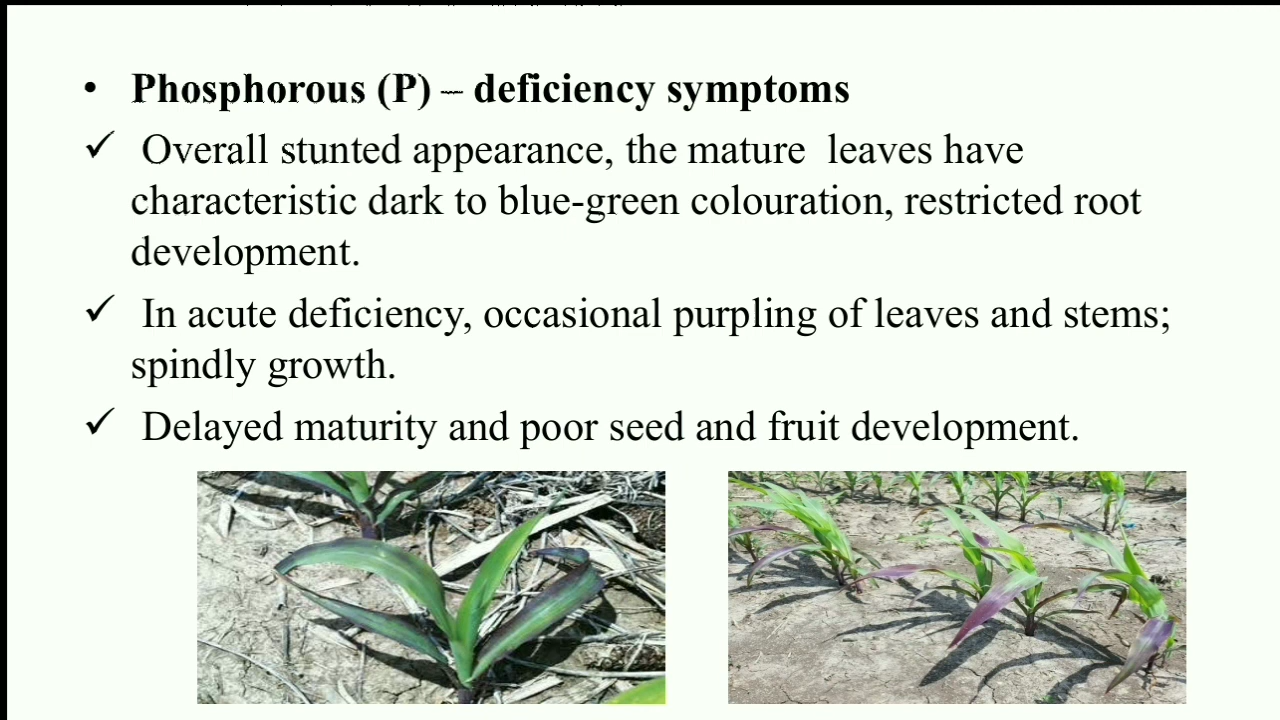 • Phosphorous (P) – deficiency symptoms
✓ Overall stunted appearance, the mature leaves have
characteristic dark to blue-green colouration, restricted root
development.
✓ In acute deficiency, occasional purpling of leaves and stems;
spindly growth.
✓ Delayed maturity and poor seed and fruit development.